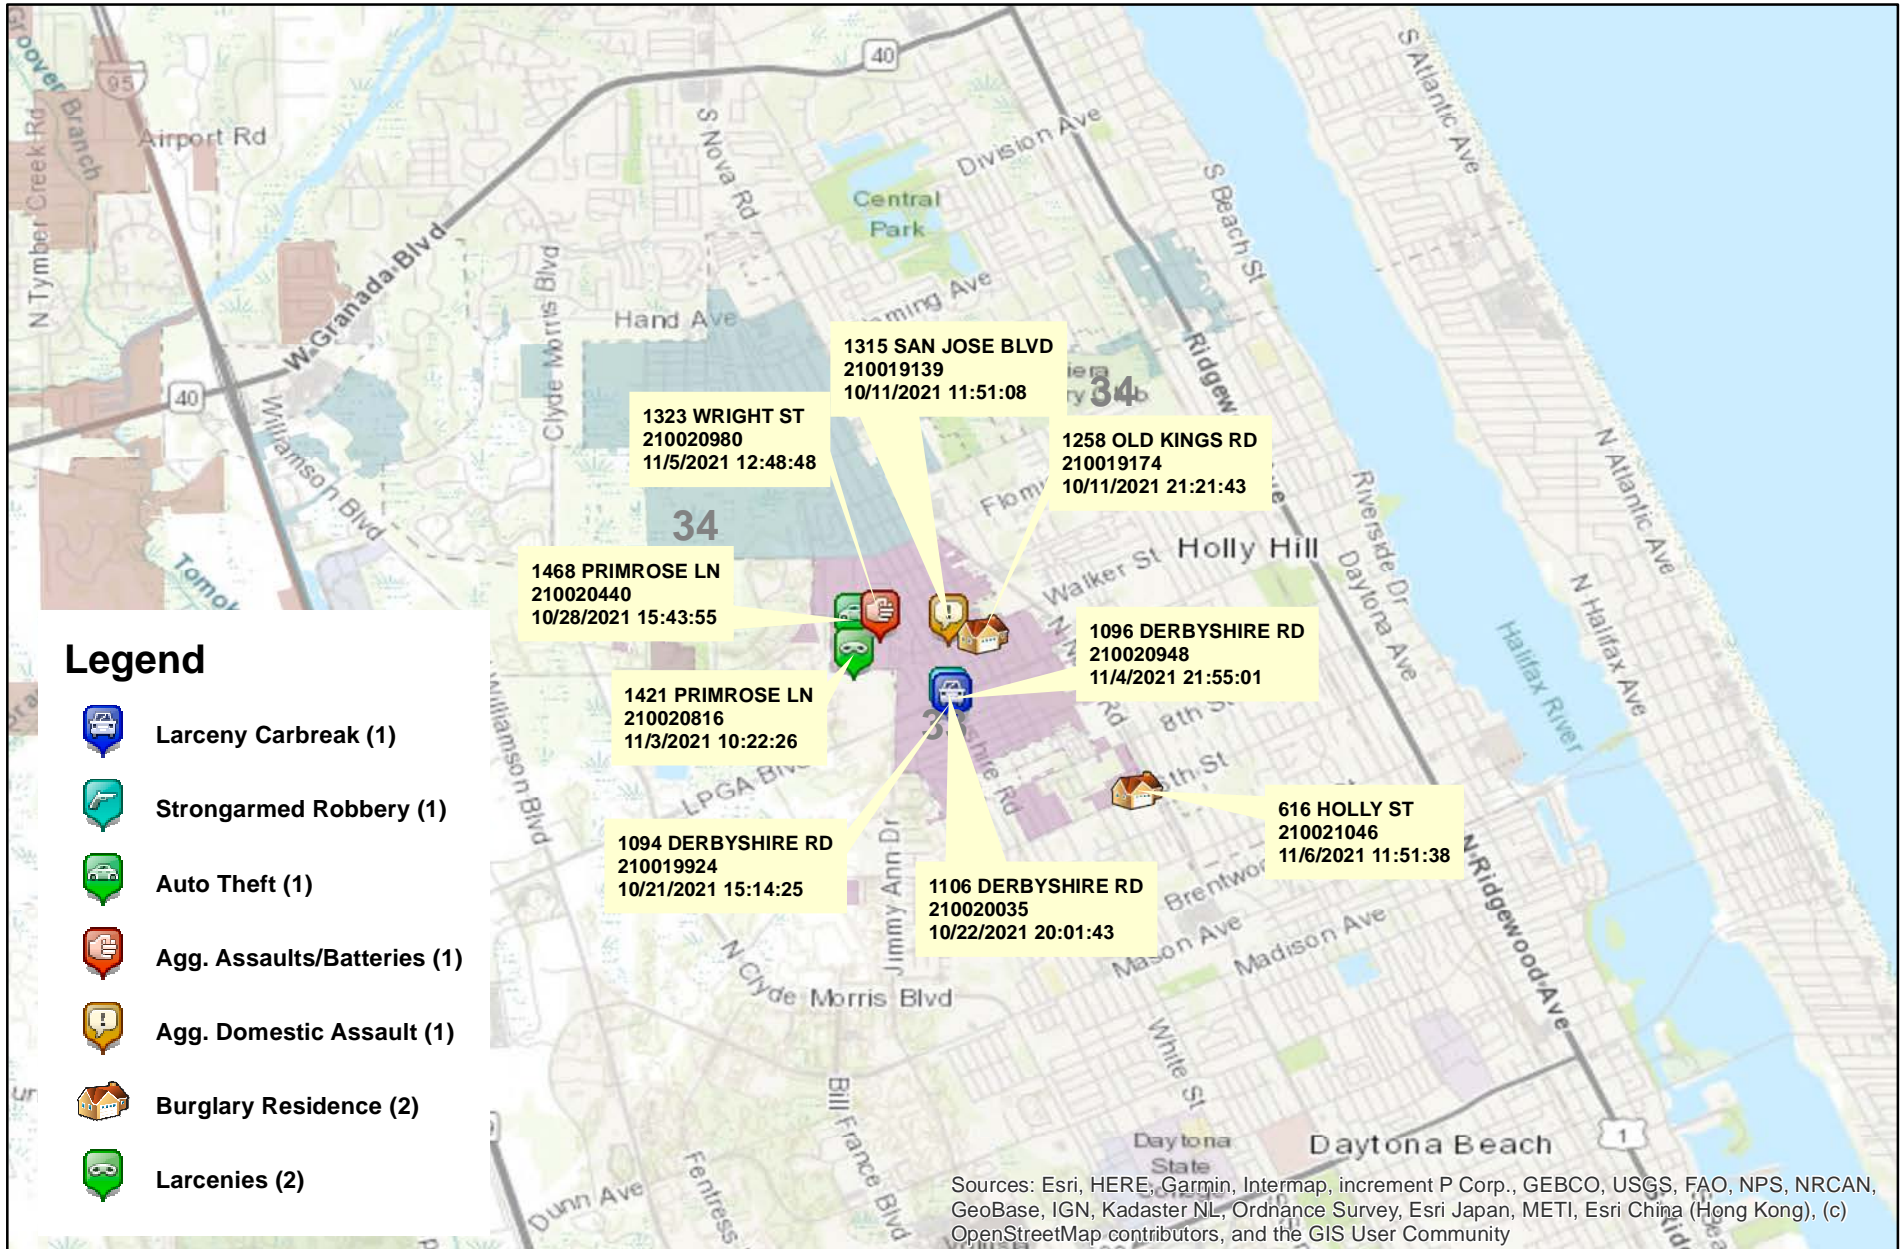 Groover Branch
95
Airport Rd
N Tymber Creek Rd
40
S Nova Rd
Division Ave
S Atlantic Ave
Central
Park
S Beach St
W Granada Blvd
Clyde Morris Blvd
Hand Ave
40
Williamson Blvd
1315 SAN JOSE BLVD
210019139
10/11/2021 11:51:08
34
1323 WRIGHT ST
210020980
11/5/2021 12:48:48
1258 OLD KINGS RD
210019174
10/11/2021 21:21:43
N Atlantic Ave
34
Riverside Dr
Holly Hill
Walker St
Daytona Ave
N Halifax Ave
1468 PRIMROSE LN
210020440
10/28/2021 15:43:55
Halifax River
1096 DERBYSHIRE RD
210020948
11/4/2021 21:55:01
1421 PRIMROSE LN
210020816
11/3/2021 10:22:26
8th St
Williamson Blvd
LPGA Blvd
616 HOLLY ST
210021046
11/6/2021 11:51:38
1094 DERBYSHIRE RD
210019924
10/21/2021 15:14:25
Jimmy Ann Dr
1106 DERBYSHIRE RD
210020035
10/22/2021 20:01:43
N Ridgewood Ave
Mason Ave
Madison Ave
N Clyde Morris Blvd
White St
Bill France Blvd
Daytona
State
Daytona Beach
1
Dunn Ave
Fentress
Legend
Larceny Carbreak (1)
Strongarmed Robbery (1)
Auto Theft (1)
Agg. Assaults/Batteries (1)
Agg. Domestic Assault (1)
Burglary Residence (2)
Larcenies (2)
Sources: Esri, HERE, Garmin, Intermap, increment P Corp., GEBCO, USGS, FAO, NPS, NRCAN,
GeoBase, IGN, Kadaster NL, Ordnance Survey, Esri Japan, METI, Esri China (Hong Kong), (c)
OpenStreetMap contributors, and the GIS User Community